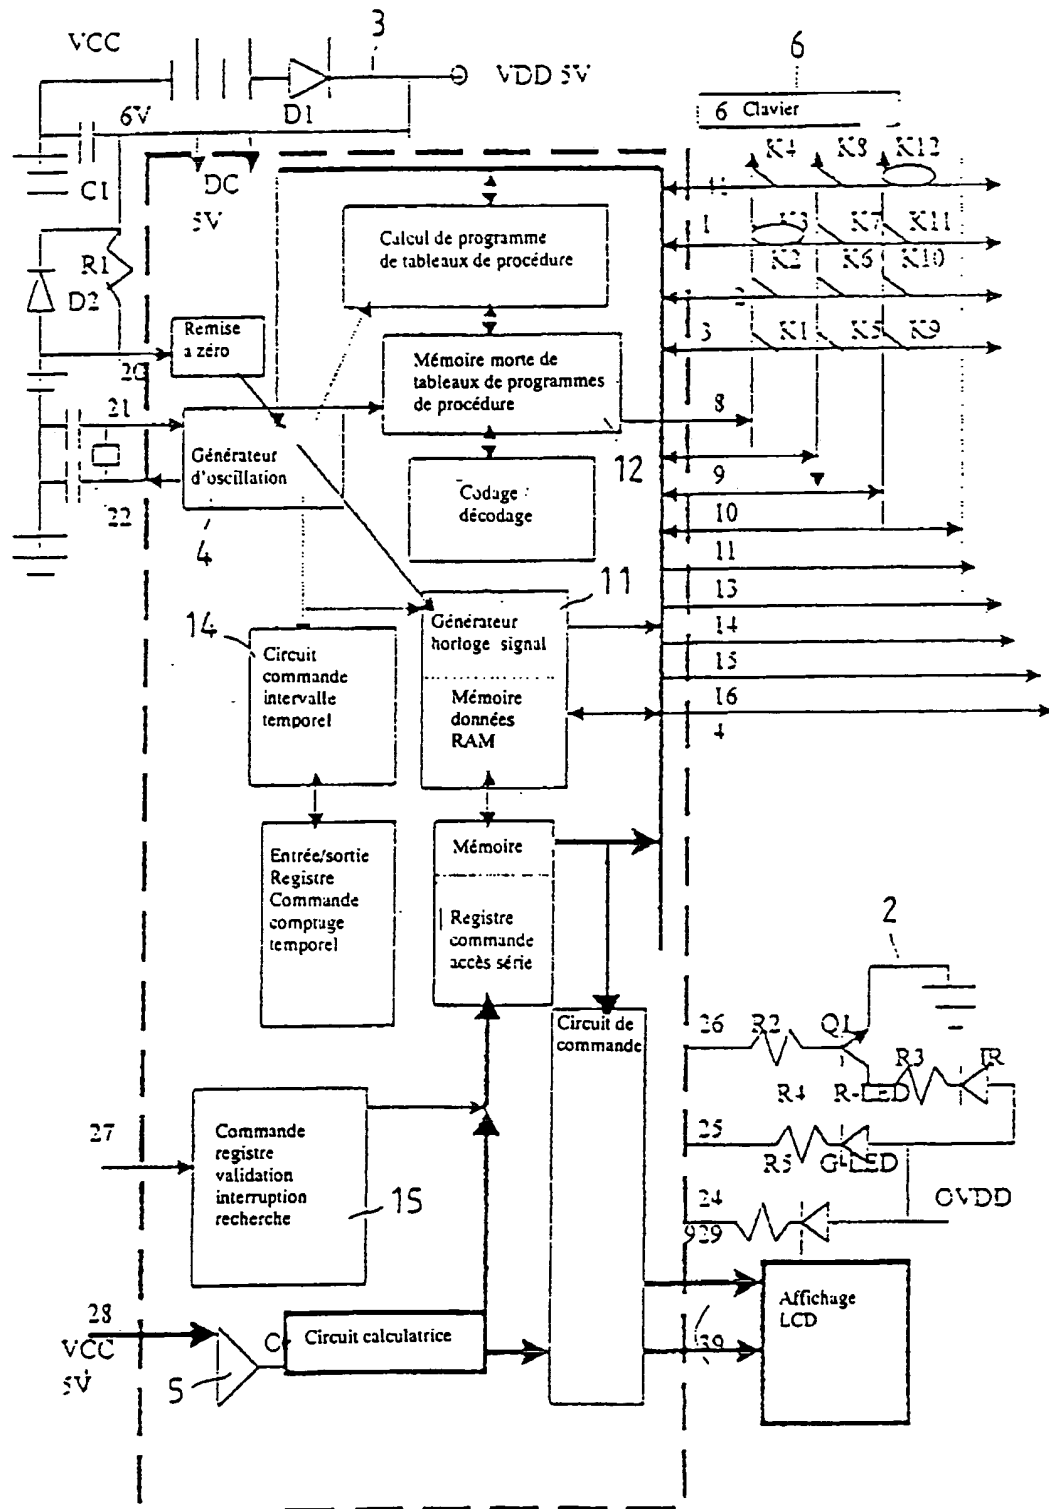 3
6
VCC
VDD 5V
D1
6V
6 Clavier
C1
DC
5V
K4 K8 K12
11
Calcul de programme
de tableaux de procédure
1
K3 K7 K11
R1
D2
K2 K6 K10
2
Remise
a zéro
3
K1 K5 K9
Mémoire morte de
tableaux de programmes
de procédure
20
21
8
12
Générateur
d'oscillation
9
Codage
décodage
22
10
4
11
11
13
14
Générateur
horloge signal
14
Circuit
commande
intervalle
temporel
15
Mémoire
données
RAM
16
4
Entrée/sortie
Registre
Commande
comptage
temporel
Mémoire
Registre
commande
accès série
2
Circuit de
commande
26
R2
Q1
R3
IR
R4
R-LED
27
25
Commande
registre
validation
interruption
recherche
R5
G-LED
15
24
OVDD
29
Affichage
LCD
28
VCC
5V
C
Circuit calculatrice
39
5